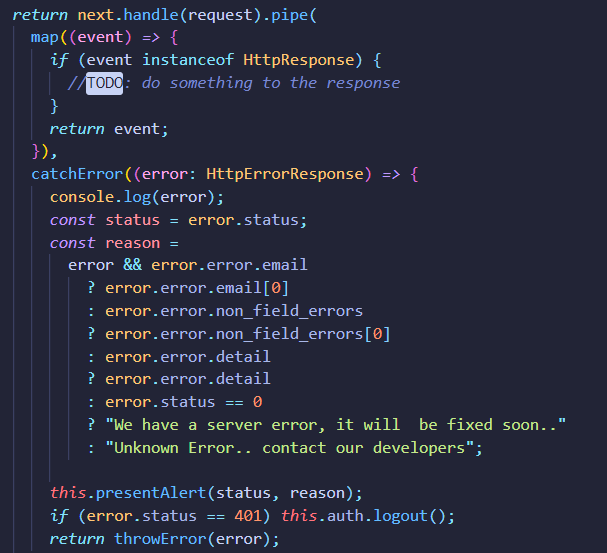 return next.handle(request).pipe(
map((event) => {
if (event instanceof HttpResponse) {
//TODO: do something to the response
}
return event;
}),
catchError((error: HttpErrorResponse) => {
console.log(error);
const status = error.status;
const reason =
error && error.error.email
? error.error.email[0]
: error.error.non_field_errors
? error.error.non_field_errors[0]
: error.error.detail
? error.error.detail
: error.status == 0
? "We have a server error, it will  be fixed soon.."
: "Unknown Error.. contact our developers";
this.presentAlert(status, reason);
if (error.status == 401) this.auth.logout();
return throwError(error);